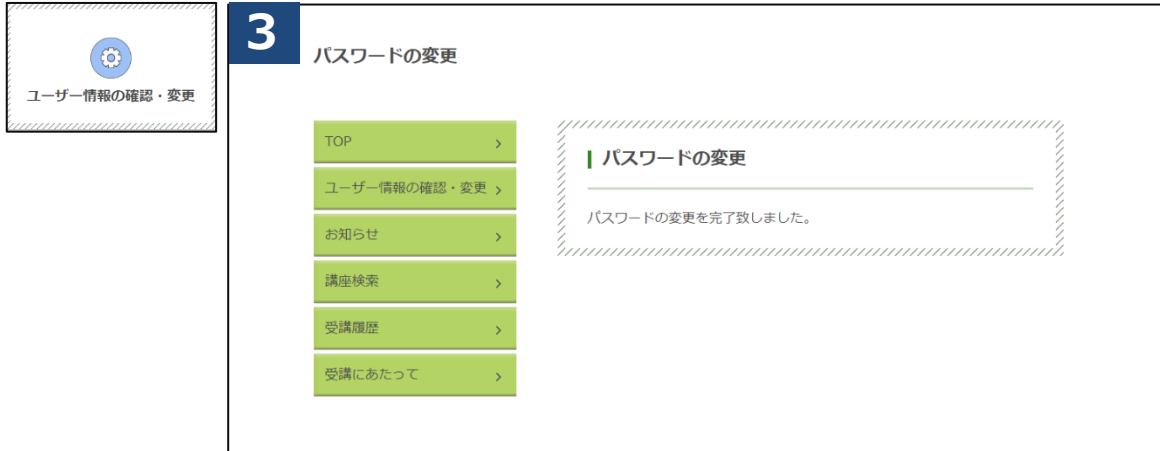 ユーザー情報の確認・変更
3
パスワードの変更
TOP
ユーザー情報の確認・変更
お知らせ
講座検索
受講履歴
受講にあたって
パスワードの変更
パスワードの変更を完了致しました。